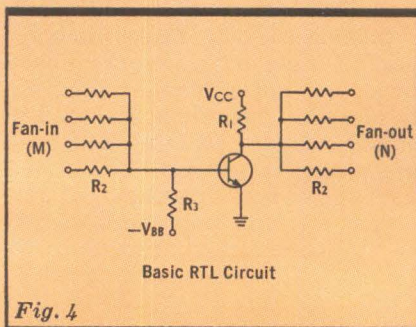 VCC
R1
Fan-in
(M)
Fan-out
(N)
R2
R3
R2
−VBB
Basic RTL Circuit
Fig. 4